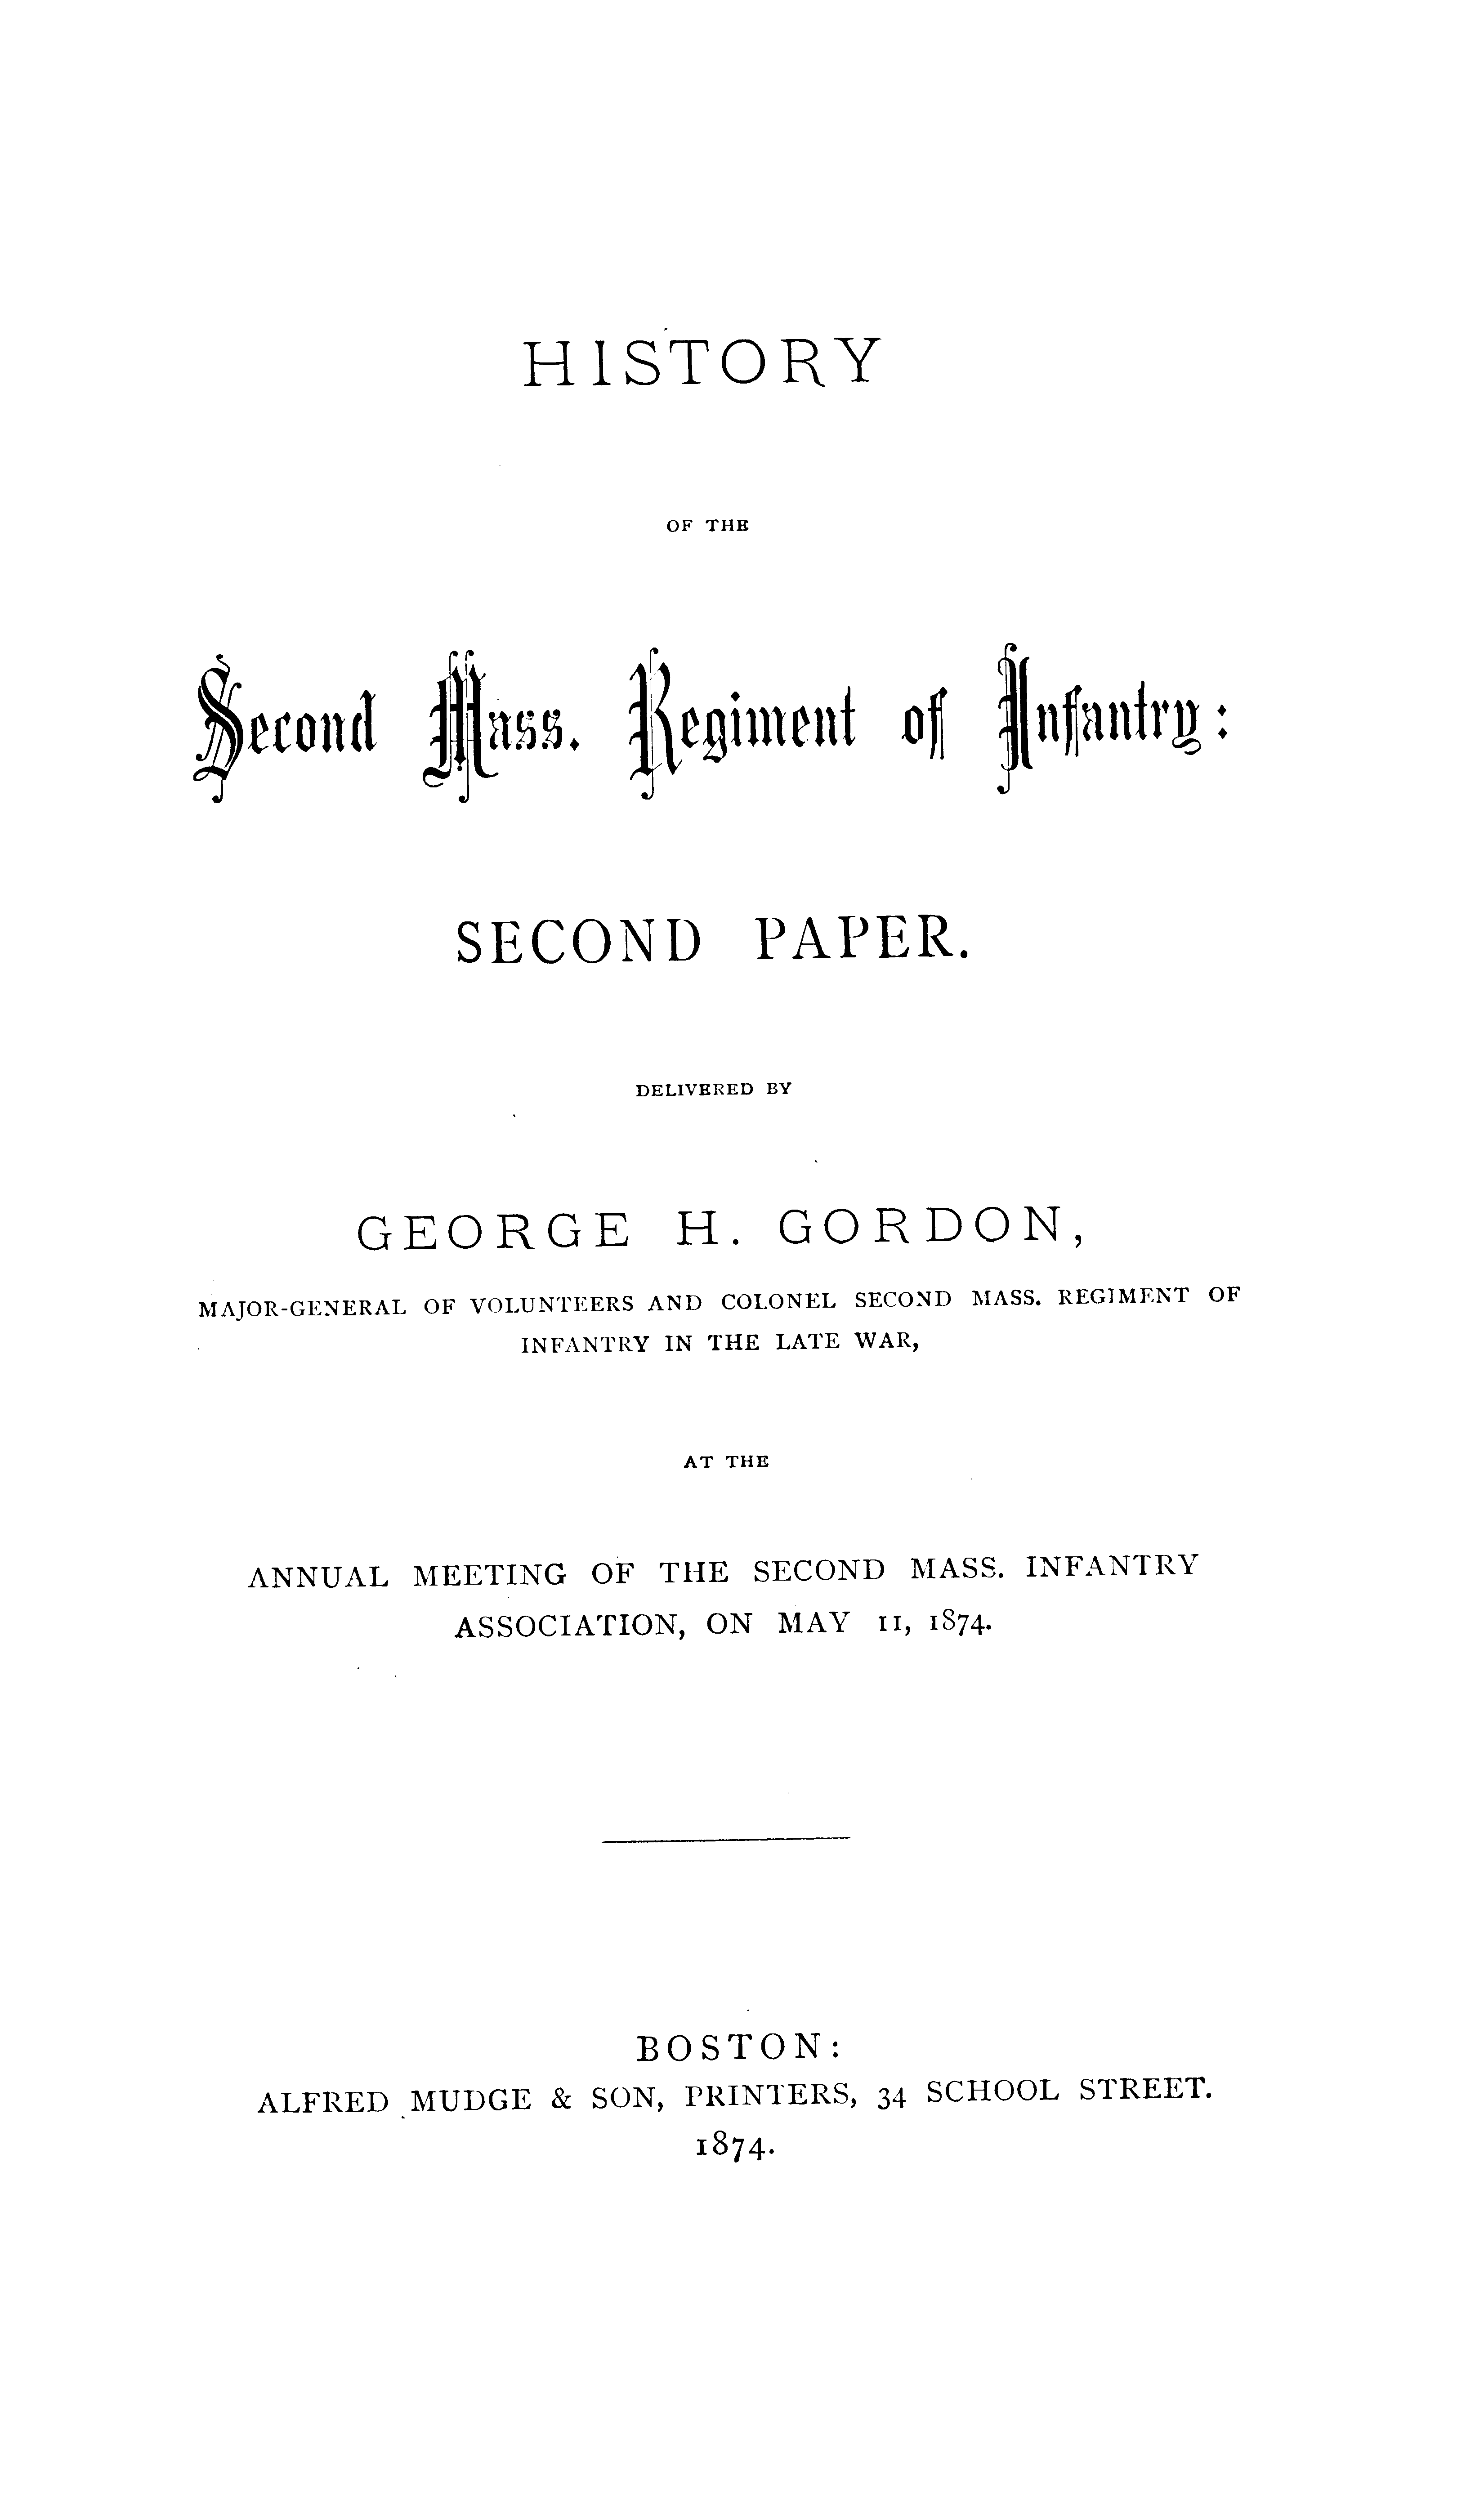 HISTORY
OF THE
Second Mass. Regiment of Infantry:
SECOND PAPER.
DELIVERED BY
GEORGE H. GORDON,
MAJOR-GENERAL OF VOLUNTEERS AND COLONEL SECOND MASS. REGIMENT OF
INFANTRY IN THE LATE WAR,
AT THE
ANNUAL MEETING OF THE SECOND MASS. INFANTRY
ASSOCIATION, ON MAY 11, 1874.
BOSTON:
ALFRED MUDGE & SON, PRINTERS, 34 SCHOOL STREET.
1874.